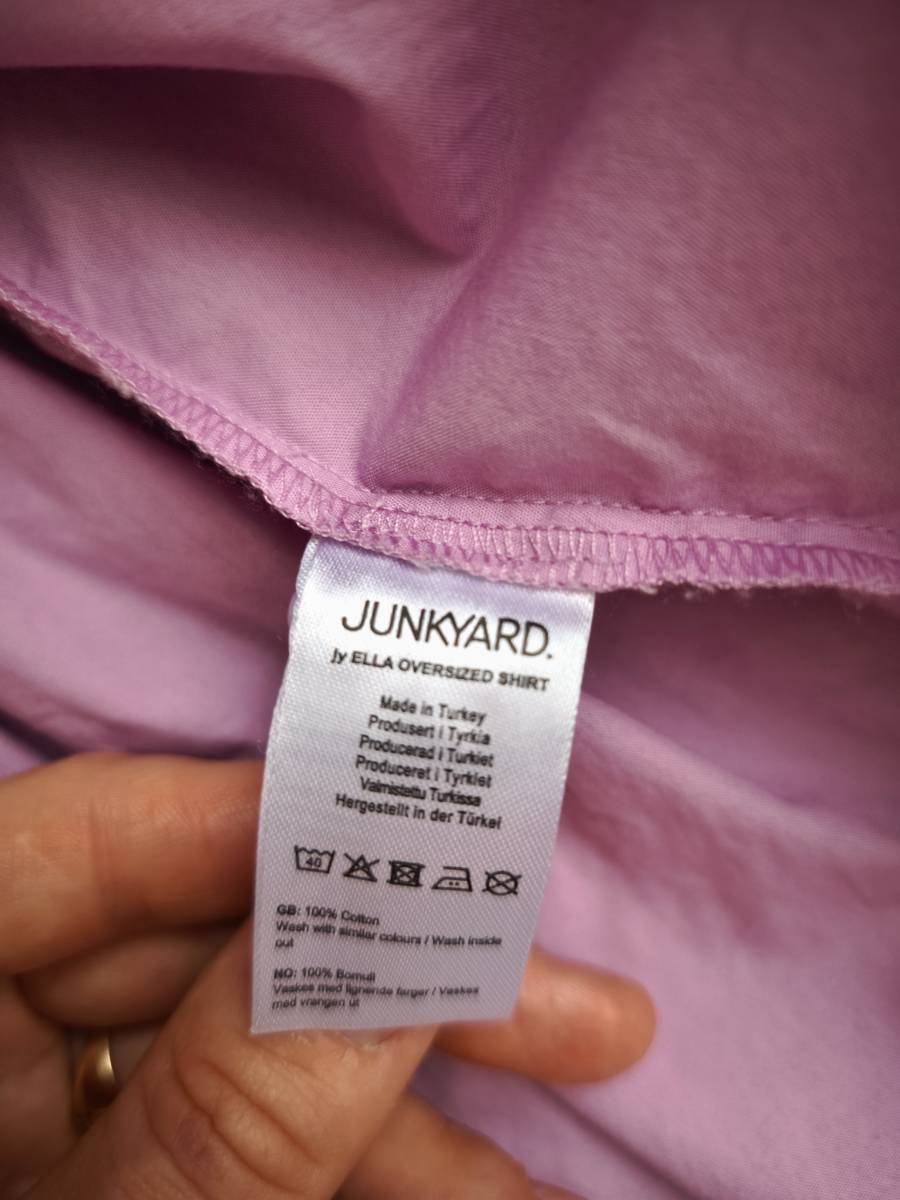 JUNKYARD.
jy ELLA OVERSIZED SHIRT
Made in Turkey
Produsert i Tyrkia
Producerad i Turkiet
Produceret i Tyrkiet
Valmistettu Turkissa
Hergestellt in der Türkei
40
GB: 100% Cotton
Wash with similar colours / Wash inside
out
NO: 100% Bomull
Vaskes med lignende farger / Vaskes
med vrangen ut